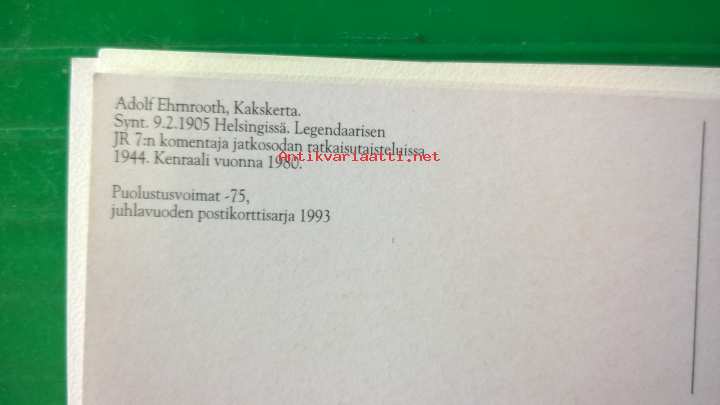 Adolf Ehrnrooth, Kakskerta.
Synt. 9.2.1905 Helsingissä. Legendaarisen
JR 7:n komentaja jatkosodan ratkaisutaisteluissa
1944. Kenraali vuonna 1980.
Antikvariaatti.net
Puolustusvoimat -75,
juhlavuoden postikorttisarja 1993